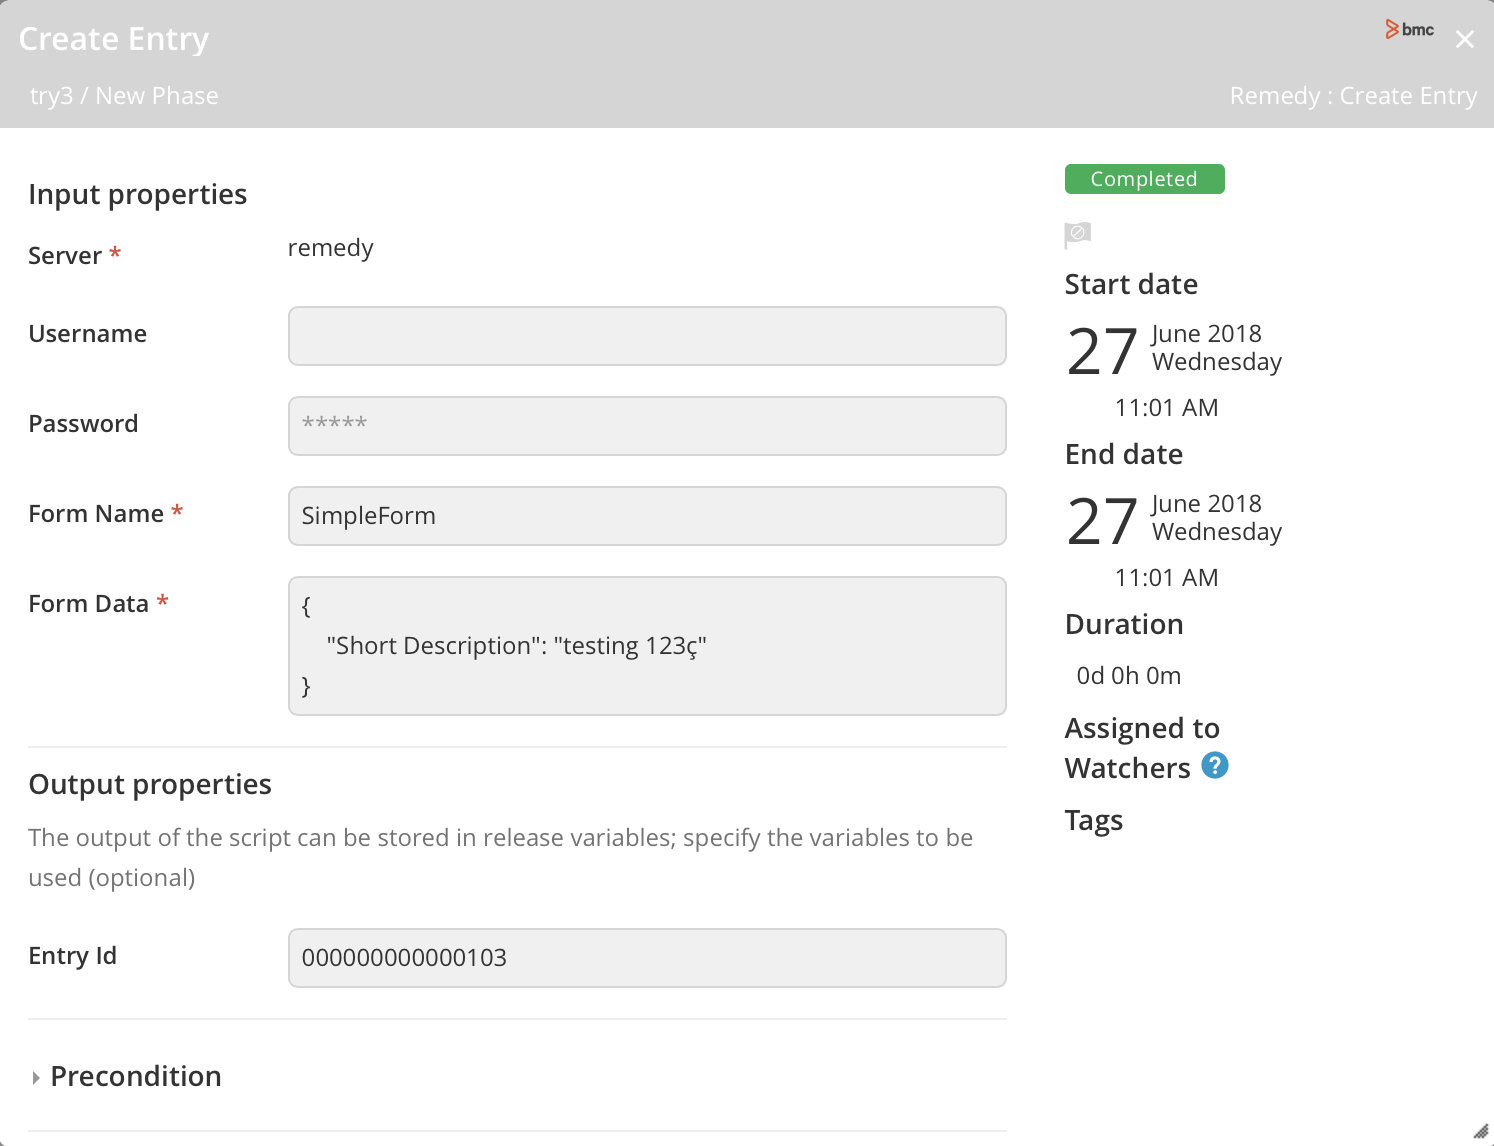 Create Entry
bmc
try3 / New Phase
Remedy : Create Entry
Input properties
Server *
remedy
Username
Password
*****
Form Name *
SimpleForm
Form Data *
{
"Short Description": "testing 123ç"
}
Output properties
The output of the script can be stored in release variables; specify the variables to be
used (optional)
Entry Id
000000000000103
Precondition
Completed
Start date
27
June 2018
Wednesday
11:01 AM
End date
27
June 2018
Wednesday
11:01 AM
Duration
0d 0h 0m
Assigned to
Watchers ?
Tags